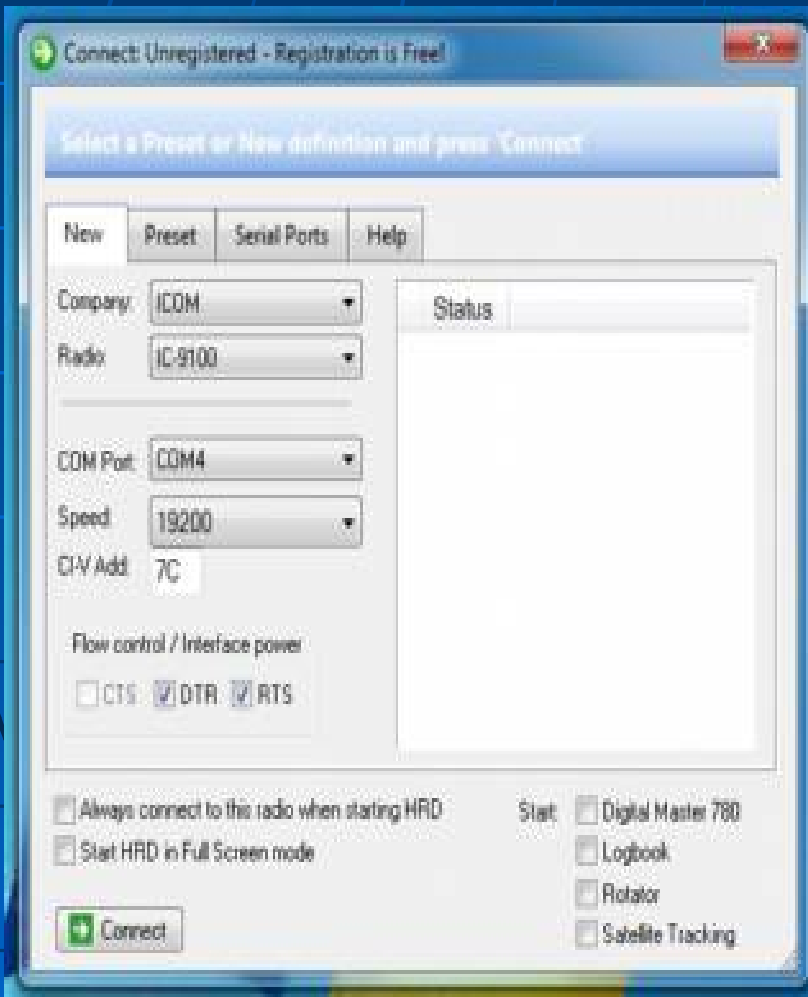 Connect: Unregistered - Registration is Free!
Select a Preset or New definition and press 'Connect'
New Preset Serial Ports Help
Company: ICOM
Radio: IC-9100
COM Port: COM4
Speed: 19200
CI-V Add: 7C
Status
Flow control / Interface power
CTS DTR RTS
Always connect to this radio when starting HRD
Start HRD in Full Screen mode
Connect
Start: Digital Master 780
Logbook
Rotator
Satellite Tracking